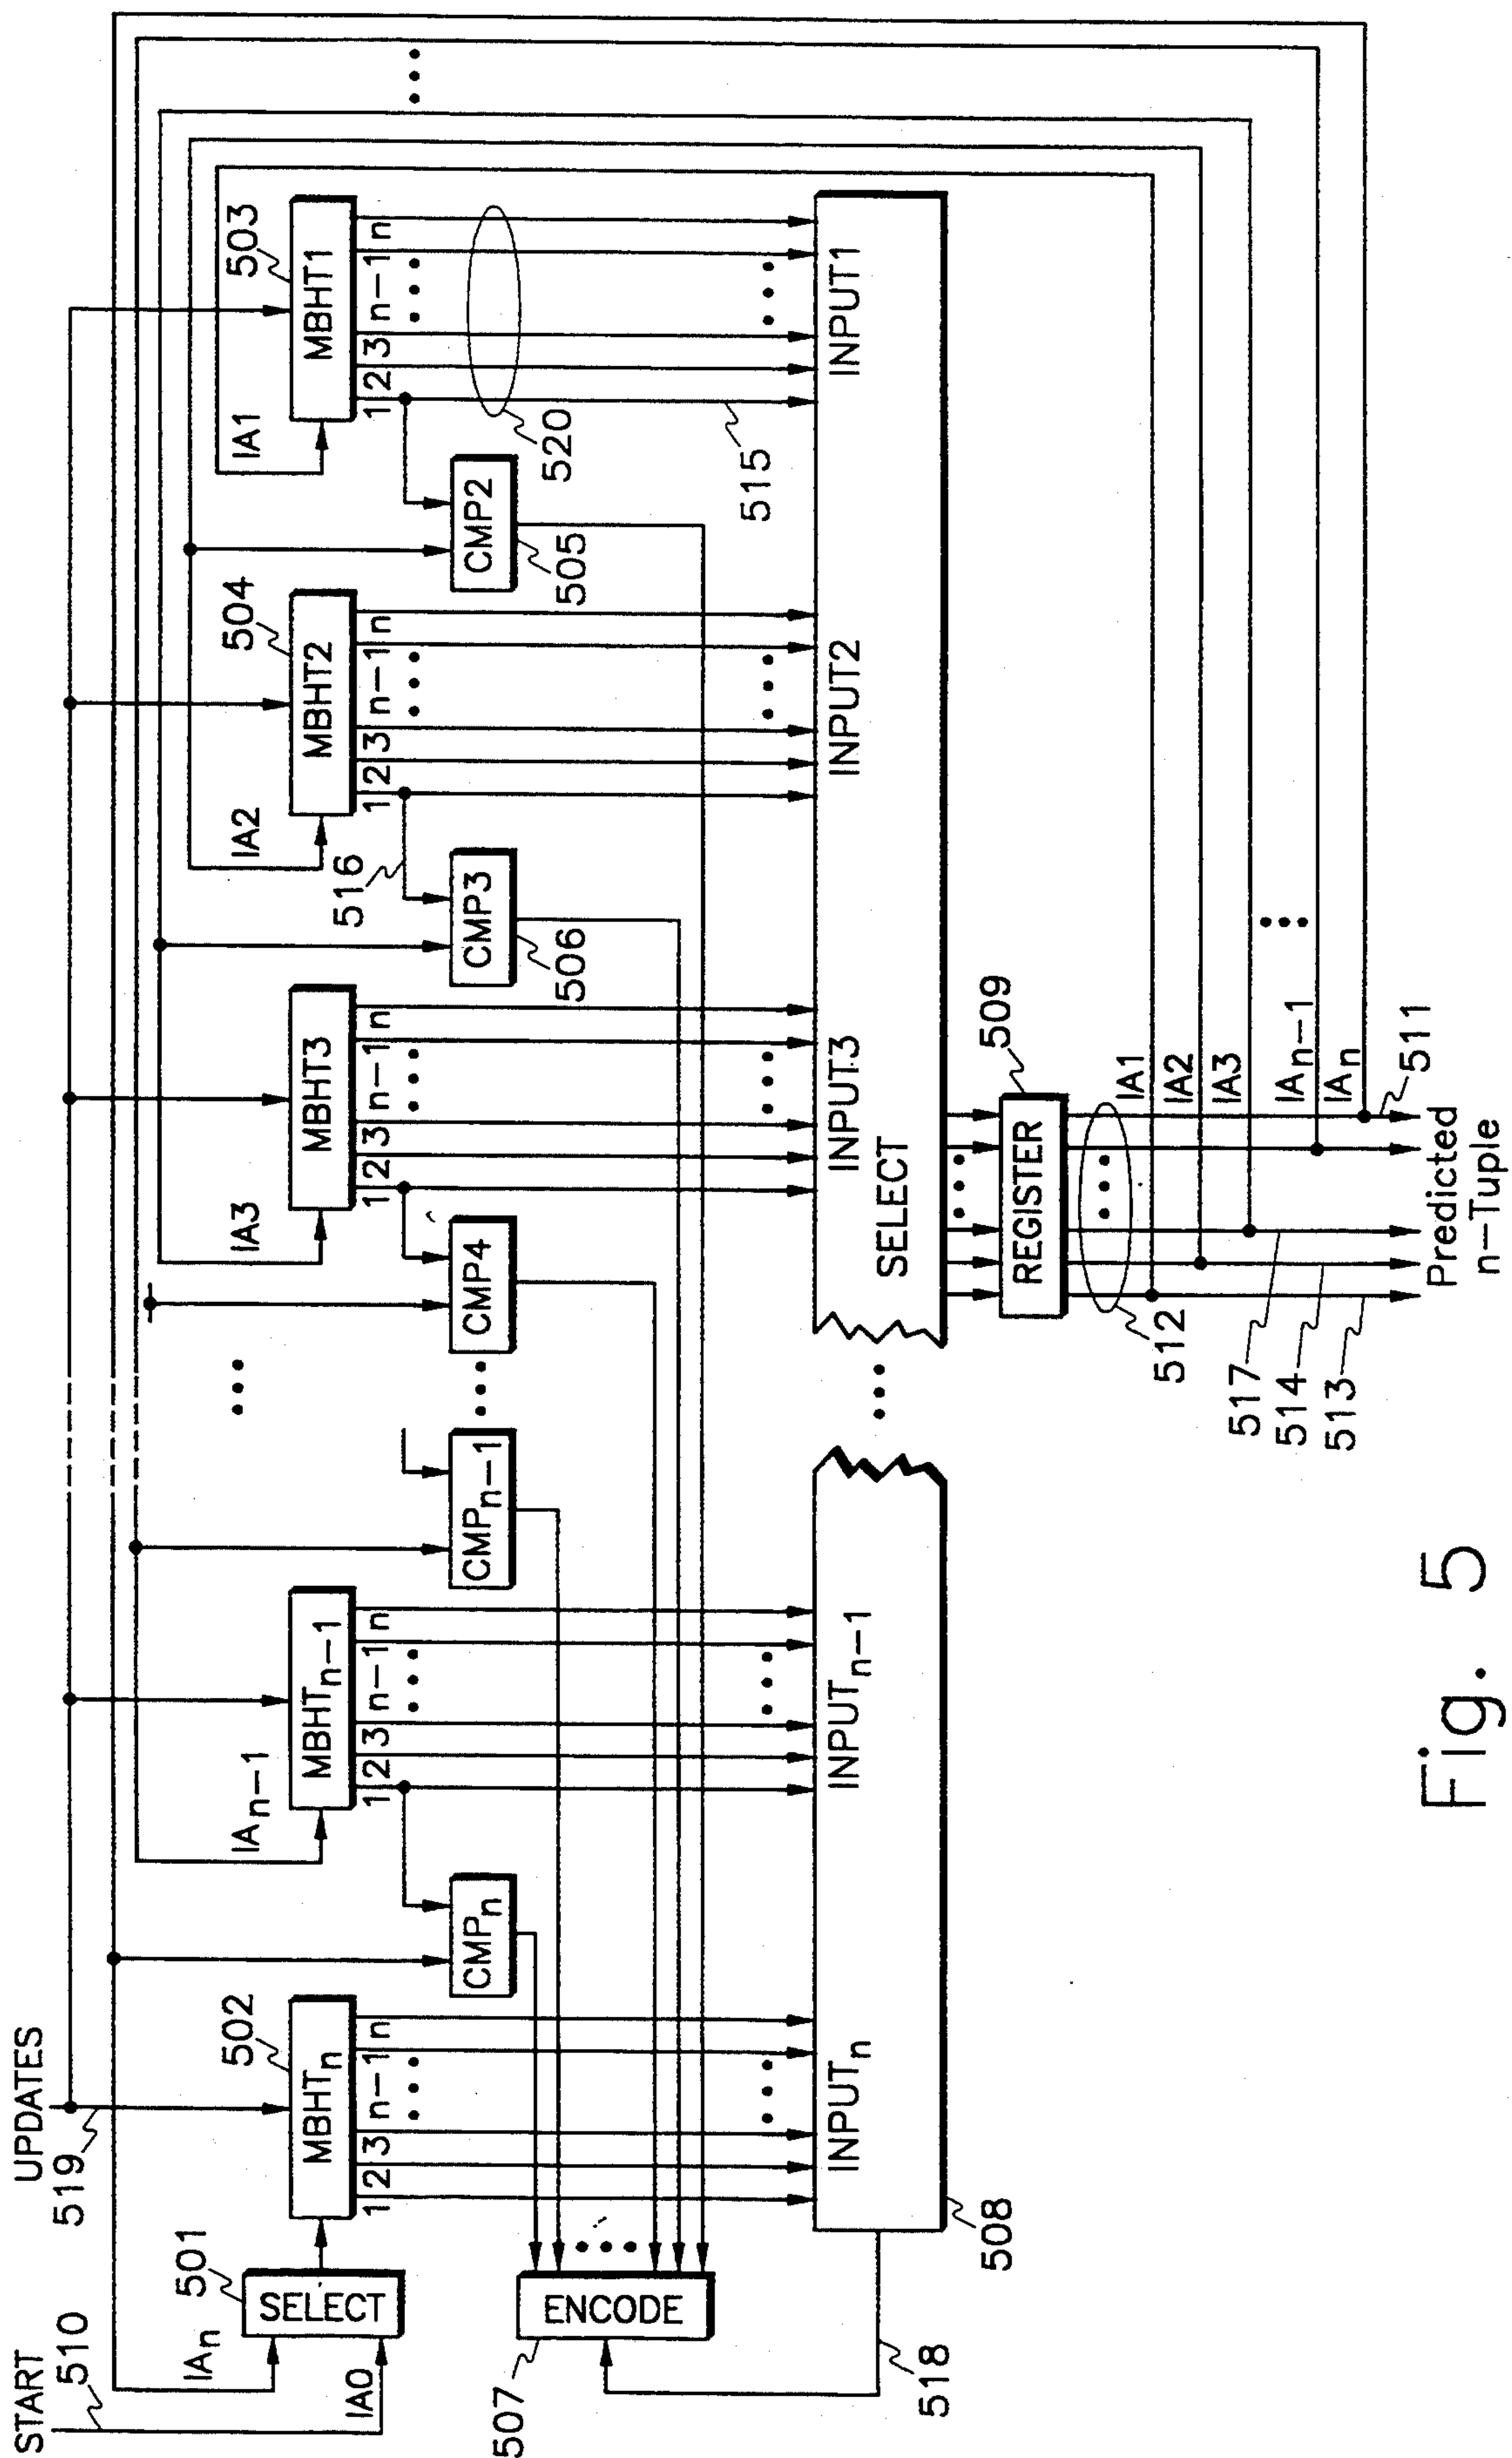 START
510
UPDATES
519
IAn
IA0
501
SELECT
502
MBHTn
1 2 3 n-1 n
IAn-1
MBHTn-1
1 2 3 n-1 n
IA3
MBHT3
1 2 3 n-1 n
IA2
504
MBHT2
1 2 3 n-1 n
IA1
503
MBHT1
1 2 3 n-1 n
516
520
515
CMPn
CMPn-1
CMP4
CMP3
506
CMP2
505
507
ENCODE
INPUTn
INPUTn-1
INPUT3
INPUT2
INPUT1
SELECT
518
508
REGISTER
509
512
IA1
IA2
IA3
IAn-1
IAn
517
514
513
511
Predicted
n-Tuple
Fig. 5